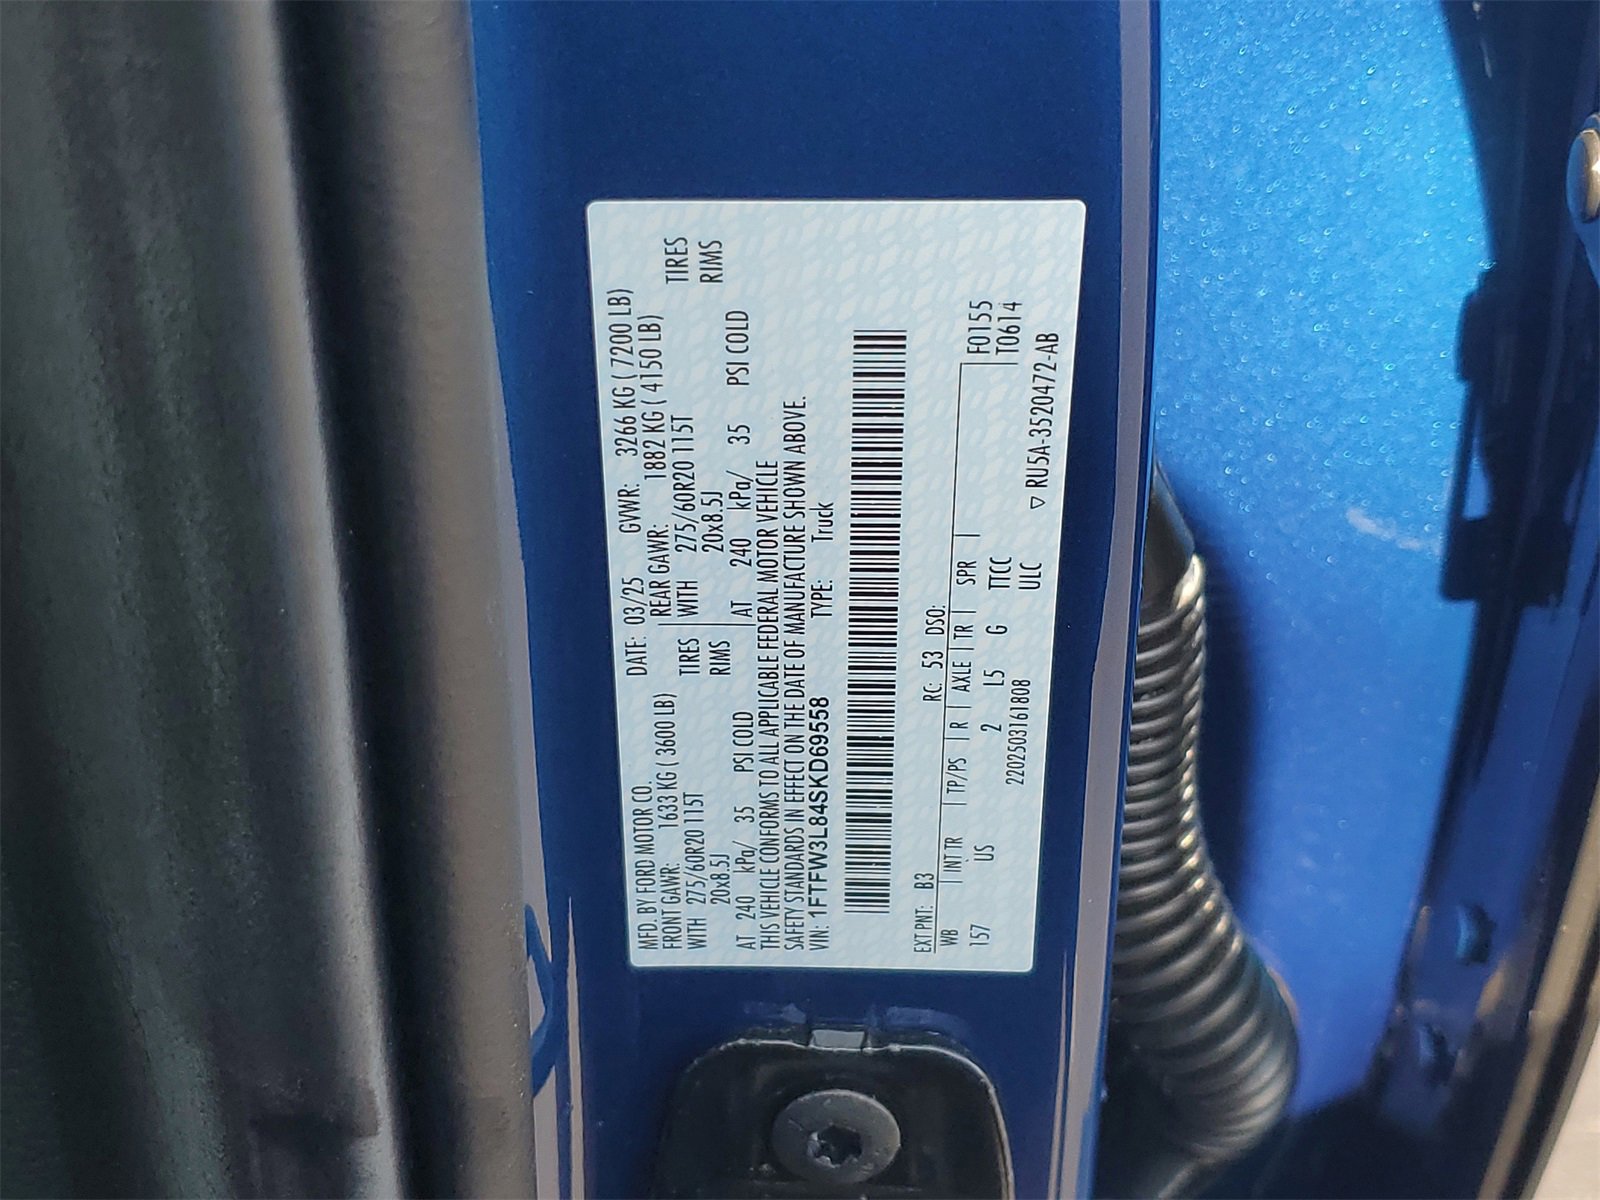 MFD. BY FORD MOTOR CO. DATE: 03/25 GVWR: 3266 KG ( 7200 LB)
FRONT GAWR: 1633 KG ( 3600 LB) REAR GAWR: 1882 KG ( 4150 LB)
WITH 275/60R20 115T TIRES WITH 275/60R20 115T TIRES
20x8.5J RIMS 20x8.5J RIMS
AT 240 kPa/ 35 PSI COLD AT 240 kPa/ 35 PSI COLD
THIS VEHICLE CONFORMS TO ALL APPLICABLE FEDERAL MOTOR VEHICLE
SAFETY STANDARDS IN EFFECT ON THE DATE OF MANUFACTURE SHOWN ABOVE.
VIN: 1FTFW3L84SKD69558 TYPE: Truck
EXT PNT: B3 RC: 53 DSO:
WB INT TR TP/PS R AXLE TR SPR F0155
157 US 2 L5 G TTCC T0614
2202503161808 ULC ▽ RU5A-3520472-AB